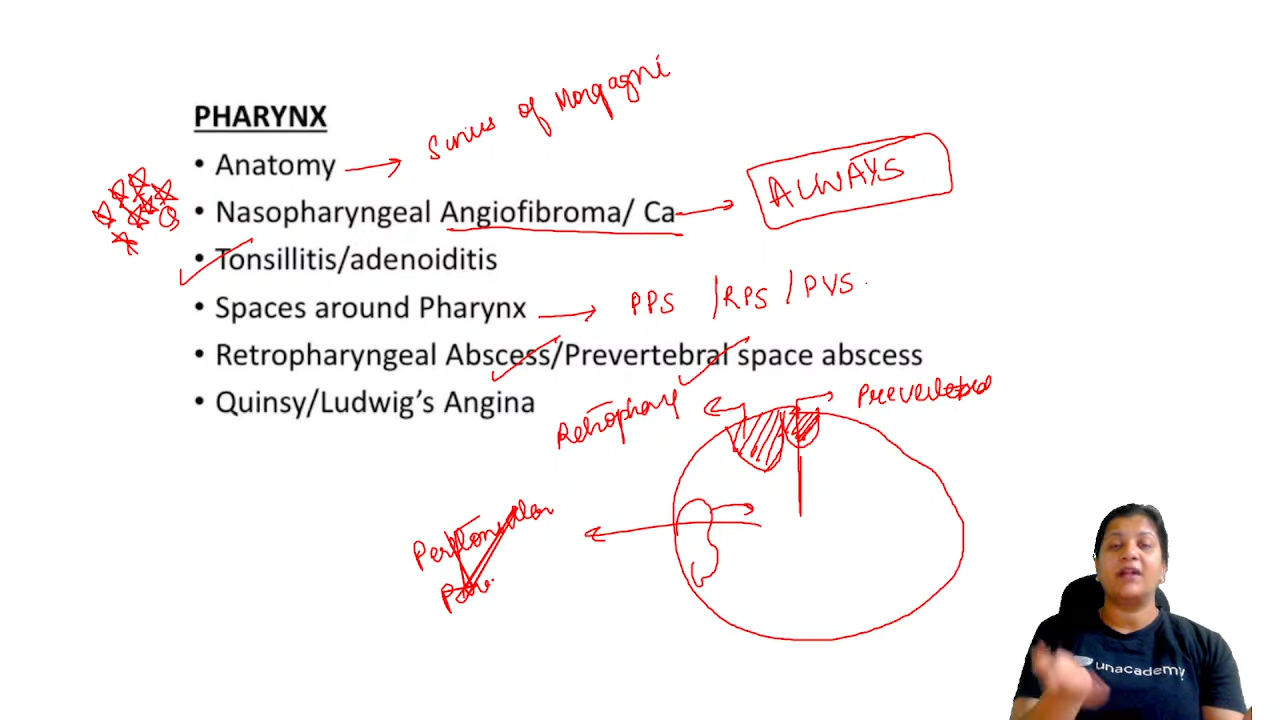 PHARYNX
• Anatomy → Sinus of Morgagni
• Nasopharyngeal Angiofibroma/ Ca → ALWAYS
• Tonsillitis/adenoiditis
• Spaces around Pharynx → PPS /RPS /PVS.
• Retropharyngeal Abscess/Prevertebral space abscess
• Quinsy/Ludwig's Angina
Prevertebral
Retrophary
Peritonsillar
unacademy